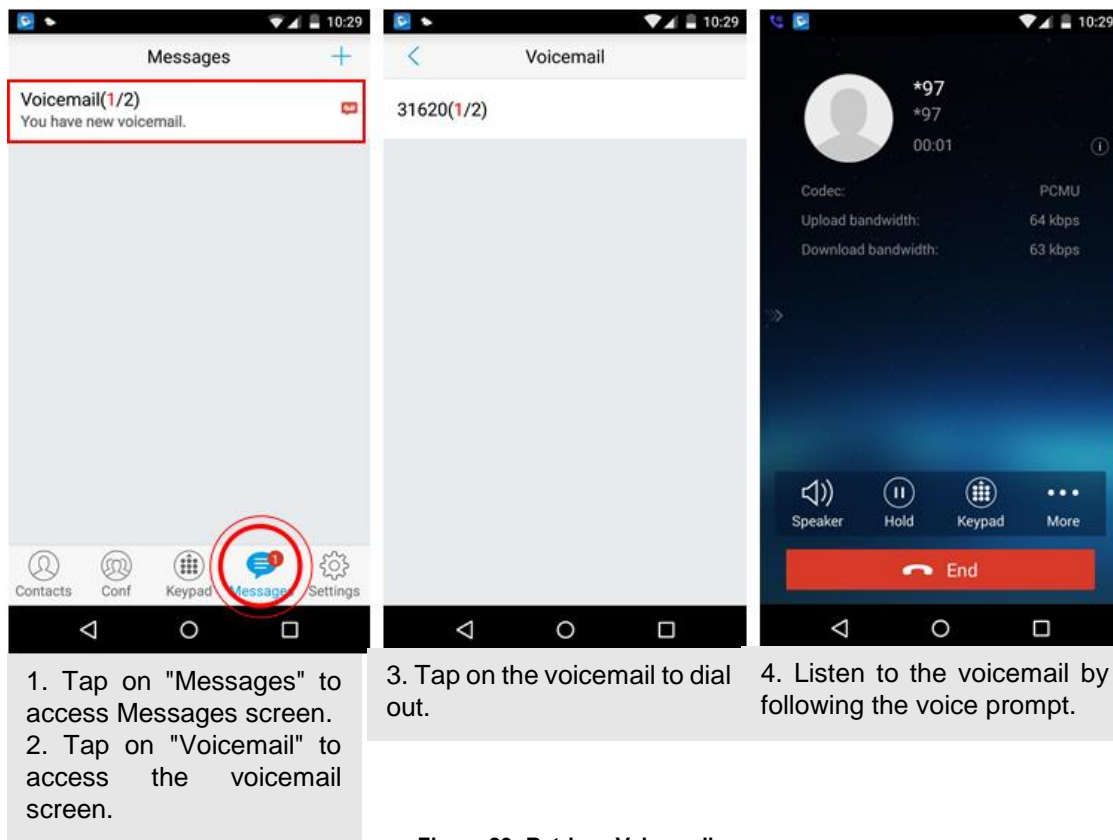 10:29
Messages +
Voicemail(1/2)
You have new voicemail.
Contacts Conf Keypad Messages Settings
10:29
Voicemail
31620(1/2)
10:29
*97
*97
00:01
Codec: PCMU
Upload bandwidth: 64 kbps
Download bandwidth: 63 kbps
Speaker Hold Keypad More
End
1. Tap on "Messages" to
access Messages screen.
2. Tap on "Voicemail" to
access the voicemail
screen.
3. Tap on the voicemail to dial
out.
4. Listen to the voicemail by
following the voice prompt.